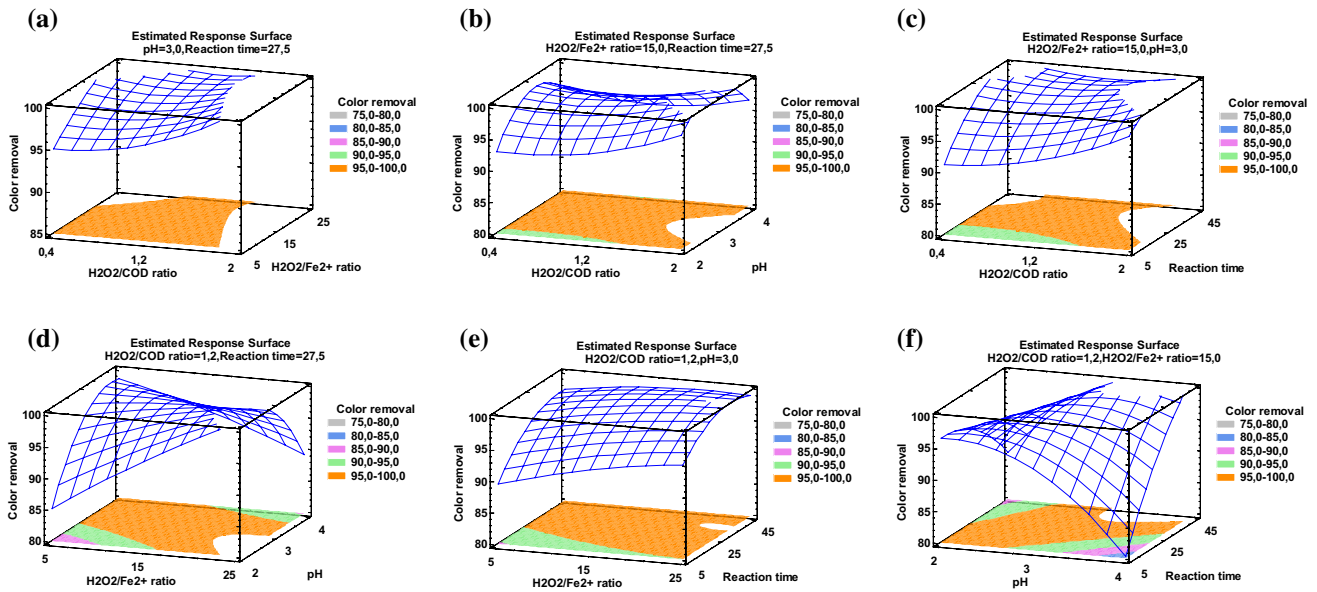 (a)
Estimated Response Surface
pH=3,0,Reaction time=27,5
Color removal
75,0-80,0
80,0-85,0
85,0-90,0
90,0-95,0
95,0-100,0
Color removal
100
95
90
85
0,4
1,2
2
H2O2/COD ratio
5
15
25
H2O2/Fe2+ ratio
(b)
Estimated Response Surface
H2O2/Fe2+ ratio=15,0,Reaction time=27,5
Color removal
75,0-80,0
80,0-85,0
85,0-90,0
90,0-95,0
95,0-100,0
Color removal
100
95
90
85
80
0,4
1,2
2
H2O2/COD ratio
2
3
4
pH
(c)
Estimated Response Surface
H2O2/Fe2+ ratio=15,0,pH=3,0
Color removal
75,0-80,0
80,0-85,0
85,0-90,0
90,0-95,0
95,0-100,0
Color removal
100
95
90
85
80
0,4
1,2
2
H2O2/COD ratio
5
25
45
Reaction time
(d)
Estimated Response Surface
H2O2/COD ratio=1,2,Reaction time=27,5
Color removal
75,0-80,0
80,0-85,0
85,0-90,0
90,0-95,0
95,0-100,0
Color removal
100
95
90
85
80
5
15
25
H2O2/Fe2+ ratio
2
3
4
pH
(e)
Estimated Response Surface
H2O2/COD ratio=1,2,pH=3,0
Color removal
75,0-80,0
80,0-85,0
85,0-90,0
90,0-95,0
95,0-100,0
Color removal
100
95
90
85
80
5
15
25
H2O2/Fe2+ ratio
5
25
45
Reaction time
(f)
Estimated Response Surface
H2O2/COD ratio=1,2,H2O2/Fe2+ ratio=15,0
Color removal
75,0-80,0
80,0-85,0
85,0-90,0
90,0-95,0
95,0-100,0
Color removal
100
95
90
85
80
2
3
4
pH
5
25
45
Reaction time